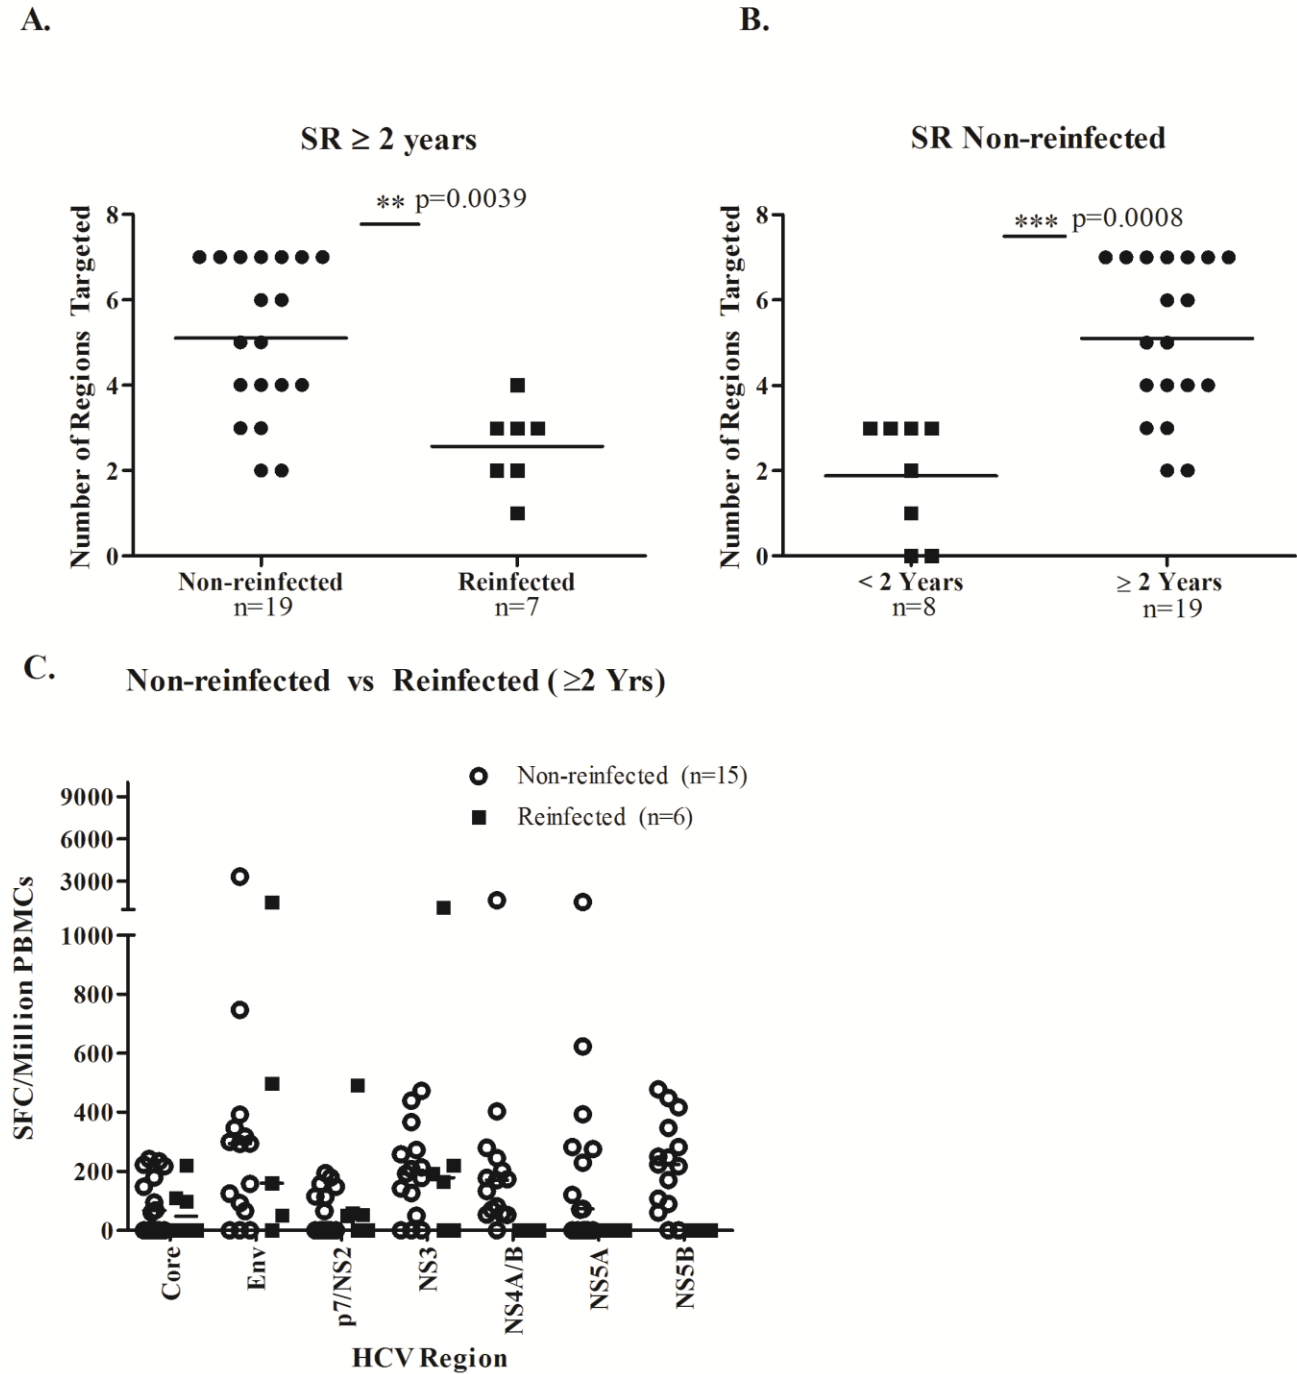 A.
SR ≥ 2 years
** p=0.0039
Number of Regions Targeted
8
6
4
2
0
Non-reinfected
n=19
Reinfected
n=7
B.
SR Non-reinfected
*** p=0.0008
Number of Regions Targeted
8
6
4
2
0
< 2 Years
n=8
≥ 2 Years
n=19
C.
Non-reinfected vs Reinfected (≥2 Yrs)
Non-reinfected (n=15)
Reinfected (n=6)
SFC/Million PBMCs
9000
6000
3000
1000
800
600
400
200
0
Core
Env
p7/NS2
NS3
NS4A/B
NS5A
NS5B
HCV Region